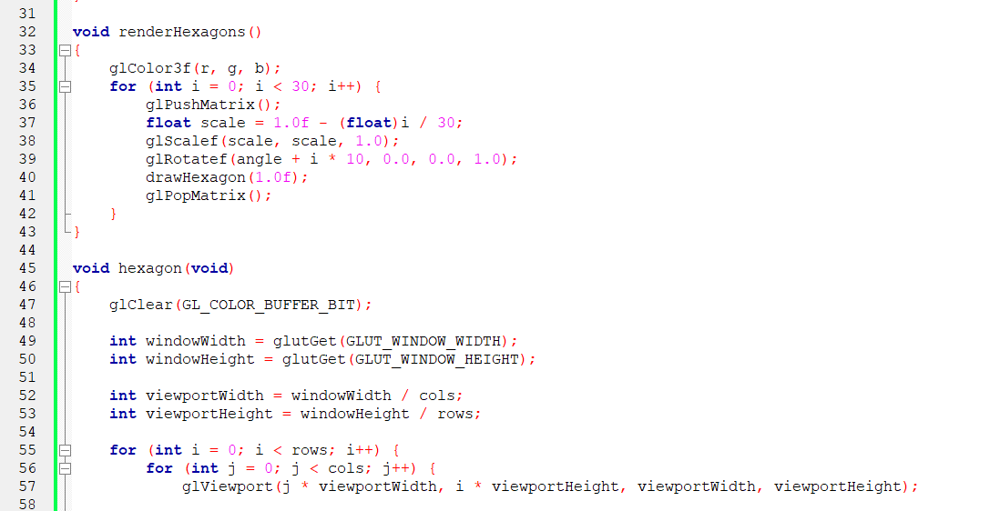 31
32 void renderHexagons()
33 {
34     glColor3f(r, g, b);
35     for (int i = 0; i < 30; i++) {
36         glPushMatrix();
37         float scale = 1.0f - (float)i / 30;
38         glScalef(scale, scale, 1.0);
39         glRotatef(angle + i * 10, 0.0, 0.0, 1.0);
40         drawHexagon(1.0f);
41         glPopMatrix();
42     }
43 }
44
45 void hexagon(void)
46 {
47     glClear(GL_COLOR_BUFFER_BIT);
48
49     int windowWidth = glutGet(GLUT_WINDOW_WIDTH);
50     int windowHeight = glutGet(GLUT_WINDOW_HEIGHT);
51
52     int viewportWidth = windowWidth / cols;
53     int viewportHeight = windowHeight / rows;
54
55     for (int i = 0; i < rows; i++) {
56         for (int j = 0; j < cols; j++) {
57             glViewport(j * viewportWidth, i * viewportHeight, viewportWidth, viewportHeight);
58